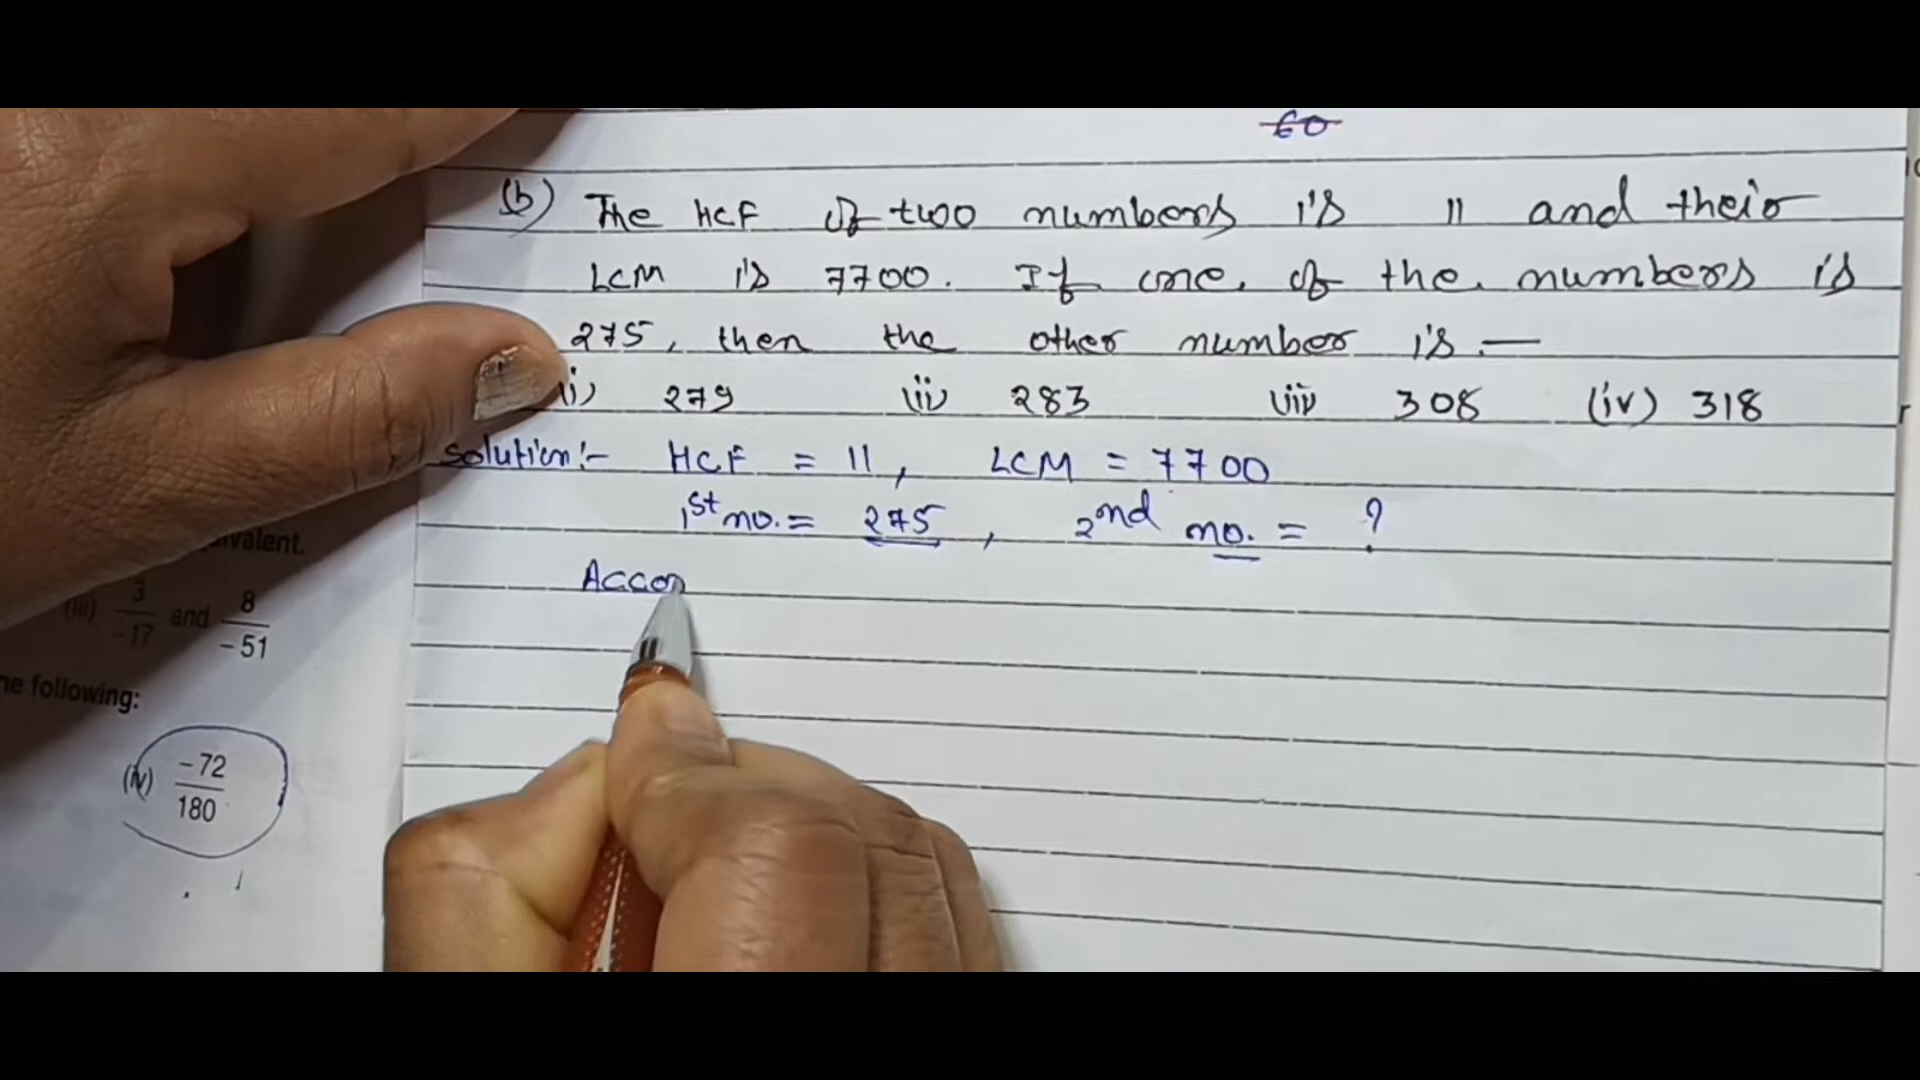 60
(b) The HCF of two numbers is 11 and their
LCM is 7700. If one of the numbers is
275, then the other number is. —
(i) 279 (ii) 283 (iii) 308 (iv) 318
Solution:- HCF = 11, LCM = 7700
1st no. = 275, 2nd no. = ?
Accor
(iii) 3/-17 and 8/-51
following:
(iv) -72/180